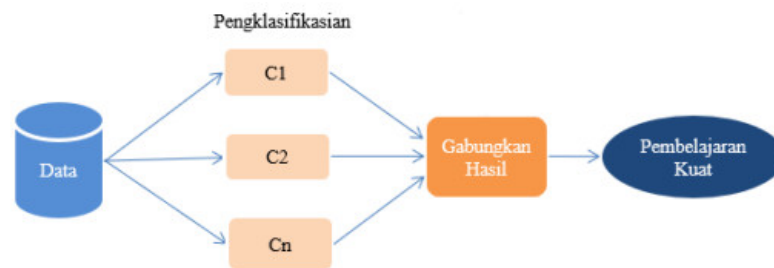 Pengklasifikasian
C1
Data
C2
Cn
Gabungkan
Hasil
Pembelajaran
Kuat